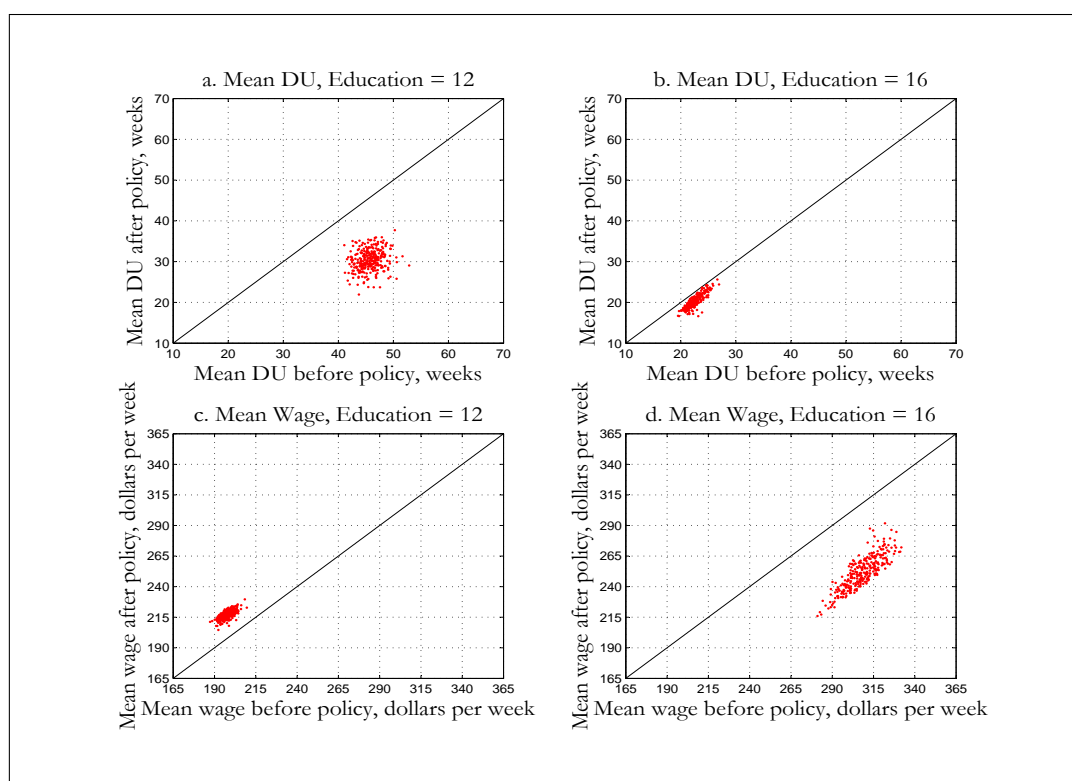 a. Mean DU, Education = 12
70
60
50
40
30
20
10
10 20 30 40 50 60 70
Mean DU after policy, weeks
Mean DU before policy, weeks
b. Mean DU, Education = 16
70
60
50
40
30
20
10
10 20 30 40 50 60 70
Mean DU after policy, weeks
Mean DU before policy, weeks
c. Mean Wage, Education = 12
365
340
315
290
265
240
215
190
165
165 190 215 240 265 290 315 340 365
Mean wage after policy, dollars per week
Mean wage before policy, dollars per week
d. Mean Wage, Education = 16
365
340
315
290
265
240
215
190
165
165 190 215 240 265 290 315 340 365
Mean wage after policy, dollars per week
Mean wage before policy, dollars per week